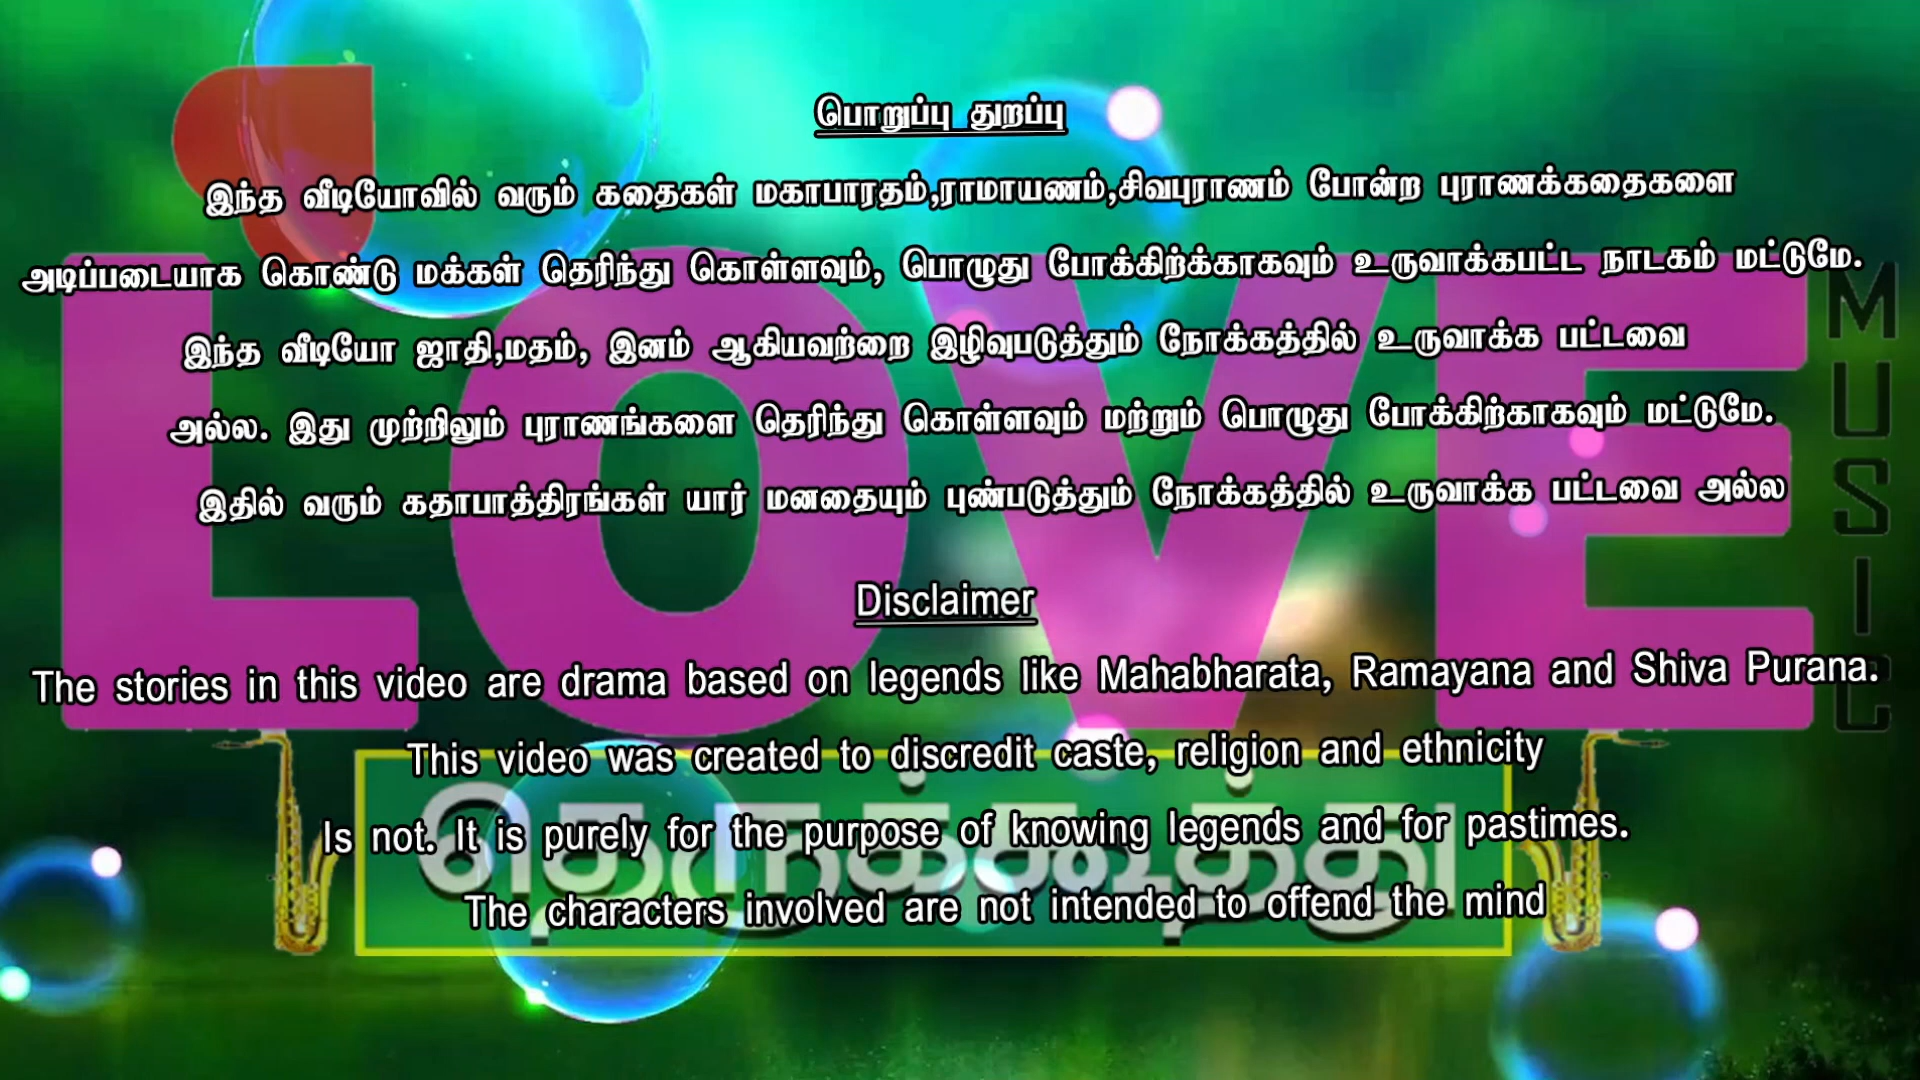 பொறுப்பு துறப்பு
இந்த வீடியோவில் வரும் கதைகள் மகாபாரதம்,ராமாயணம்,சிவபுராணம் போன்ற புராணக்கதைகளை
அடிப்படையாக கொண்டு மக்கள் தெரிந்து கொள்ளவும், பொழுது போக்கிற்க்காகவும் உருவாக்கபட்ட நாடகம் மட்டுமே.
இந்த வீடியோ ஜாதி,மதம், இனம் ஆகியவற்றை இழிவுபடுத்தும் நோக்கத்தில் உருவாக்க பட்டவை
அல்ல. இது முற்றிலும் புராணங்களை தெரிந்து கொள்ளவும் மற்றும் பொழுது போக்கிற்காகவும் மட்டுமே.
இதில் வரும் கதாபாத்திரங்கள் யார் மனதையும் புண்படுத்தும் நோக்கத்தில் உருவாக்க பட்டவை அல்ல
LOVE
MUSIC
Disclaimer
The stories in this video are drama based on legends like Mahabharata, Ramayana and Shiva Purana.
This video was created to discredit caste, religion and ethnicity
Is not. It is purely for the purpose of knowing legends and for pastimes.
The characters involved are not intended to offend the mind
தெருக்கூத்து